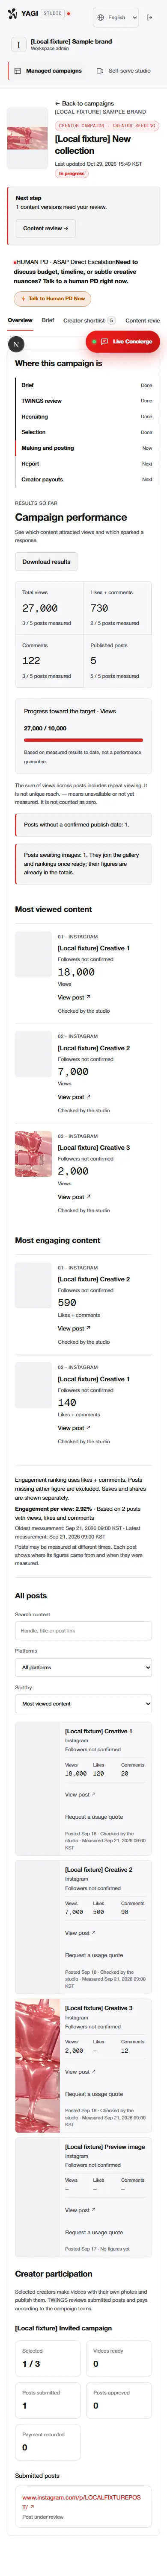 YAGI STUDIO
English
[
[Local fixture] Sample brand
Workspace admin
Managed campaigns
Self-serve studio
← Back to campaigns
[LOCAL FIXTURE] SAMPLE BRAND
CREATOR CAMPAIGN · CREATOR SEEDING
[Local fixture] New
collection
Last updated Oct 29, 2026 15:49 KST
In progress
Next step
1 content versions need your review.
Content review →
HUMAN PD · ASAP Direct EscalationNeed to
discuss budget, timeline, or subtle creative
nuances? Talk to a human PD right now.
Talk to Human PD Now
Overview
Brief
Creator shortlist 5
Content revie
N
Live Concierge
Where this campaign is
Brief Done
TWINGS review Done
Recruiting Done
Selection Done
Making and posting Now
Report Next
Creator payouts Next
RESULTS SO FAR
Campaign performance
See which content attracted views and which sparked a
response.
Download results
Total views
27,000
3 / 5 posts measured
Likes + comments
730
2 / 5 posts measured
Comments
122
3 / 5 posts measured
Published posts
5
5 / 5 posts measured
Progress toward the target · Views
27,000 / 10,000
Based on measured results to date, not a performance
guarantee.
The sum of views across posts includes repeat viewing. It
is not unique reach. — means unavailable or not yet
measured. It is not counted as zero.
Posts without a confirmed publish date: 1.
Posts awaiting images: 1. They join the gallery
and rankings once ready; their figures are
already in the totals.
Most viewed content
01 · INSTAGRAM
[Local fixture] Creative 1
Followers not confirmed
18,000
Views
View post ↗
Checked by the studio
02 · INSTAGRAM
[Local fixture] Creative 2
Followers not confirmed
7,000
Views
View post ↗
Checked by the studio
03 · INSTAGRAM
[Local fixture] Creative 3
Followers not confirmed
2,000
Views
View post ↗
Checked by the studio
Most engaging content
01 · INSTAGRAM
[Local fixture] Creative 2
Followers not confirmed
590
Likes + comments
View post ↗
Checked by the studio
02 · INSTAGRAM
[Local fixture] Creative 1
Followers not confirmed
140
Likes + comments
View post ↗
Checked by the studio
Engagement ranking uses likes + comments. Posts
missing either figure are excluded. Saves and shares
are shown separately.
Engagement per view: 2.92% · Based on 2 posts
with views, likes and comments
Oldest measurement: Sep 21, 2026 09:00 KST · Latest
measurement: Sep 21, 2026 09:00 KST
Posts may be measured at different times. Each post
shows where its figures came from and when they were
measured.
All posts
Search content
Handle, title or post link
Platforms
All platforms
Sort by
Most viewed content
[Local fixture] Creative 1
Instagram
Followers not confirmed
Views Likes Comments
18,000 120 20
View post ↗
Request a usage quote
Posted Sep 18 · Checked by the
studio · Measured Sep 21, 2026 09:00
KST
[Local fixture] Creative 2
Instagram
Followers not confirmed
Views Likes Comments
7,000 500 90
View post ↗
Request a usage quote
Posted Sep 18 · Checked by the
studio · Measured Sep 21, 2026 09:00
KST
[Local fixture] Creative 3
Instagram
Followers not confirmed
Views Likes Comments
2,000 — 12
View post ↗
Request a usage quote
Posted Sep 18 · Checked by the
studio · Measured Sep 21, 2026 09:00
KST
[Local fixture] Preview image
Instagram
Followers not confirmed
Views Likes Comments
— — —
View post ↗
Request a usage quote
Posted Sep 17 · No figures yet
Creator participation
Selected creators make videos with their own photos and
publish them. TWINGS reviews submitted posts and pays
according to the campaign terms.
[Local fixture] Invited campaign
Selected
1 / 3
Videos ready
0
Posts submitted
1
Posts approved
0
Payment recorded
0
Submitted posts
www.instagram.com/p/LOCALFIXTUREPOS
T/ ↗
Post under review